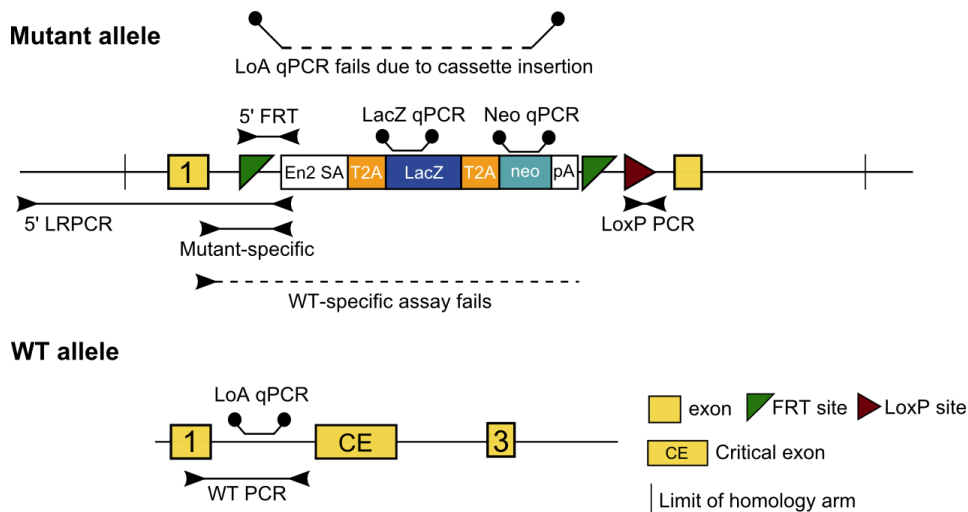 Mutant allele
LoA qPCR fails due to cassette insertion
5' FRT
LacZ qPCR
Neo qPCR
1
En2 SA
T2A
LacZ
T2A
neo
pA
5' LRPCR
LoxP PCR
Mutant-specific
WT-specific assay fails
WT allele
LoA qPCR
1
CE
3
WT PCR
exon
FRT site
LoxP site
CE
Critical exon
Limit of homology arm